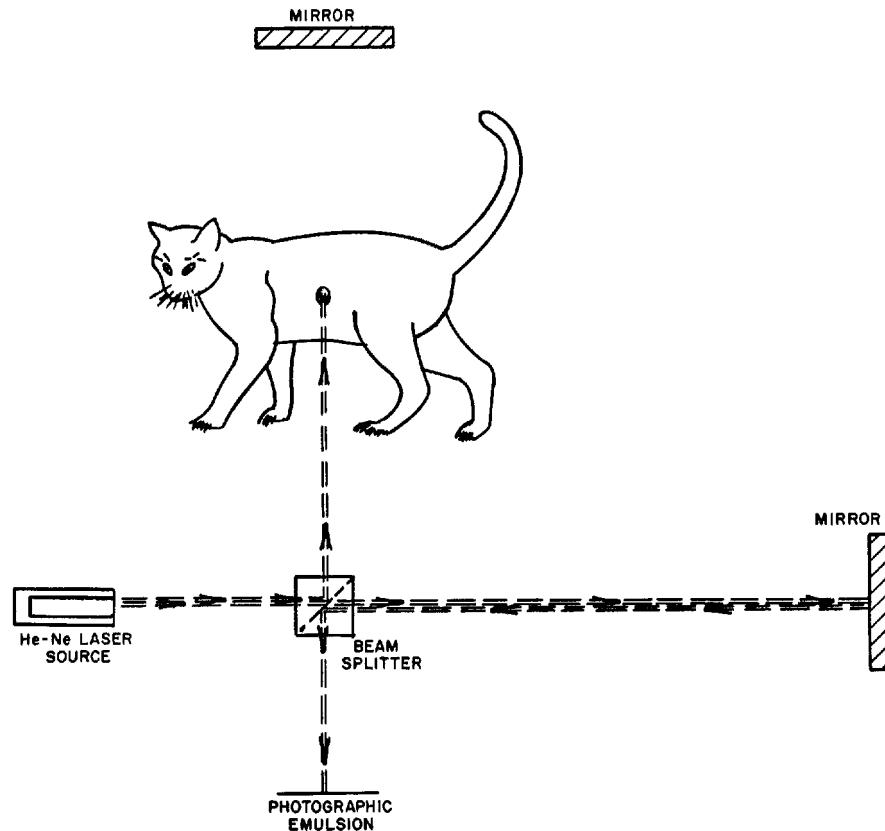 MIRROR
MIRROR
He-Ne LASER
SOURCE
BEAM
SPLITTER
PHOTOGRAPHIC
EMULSION